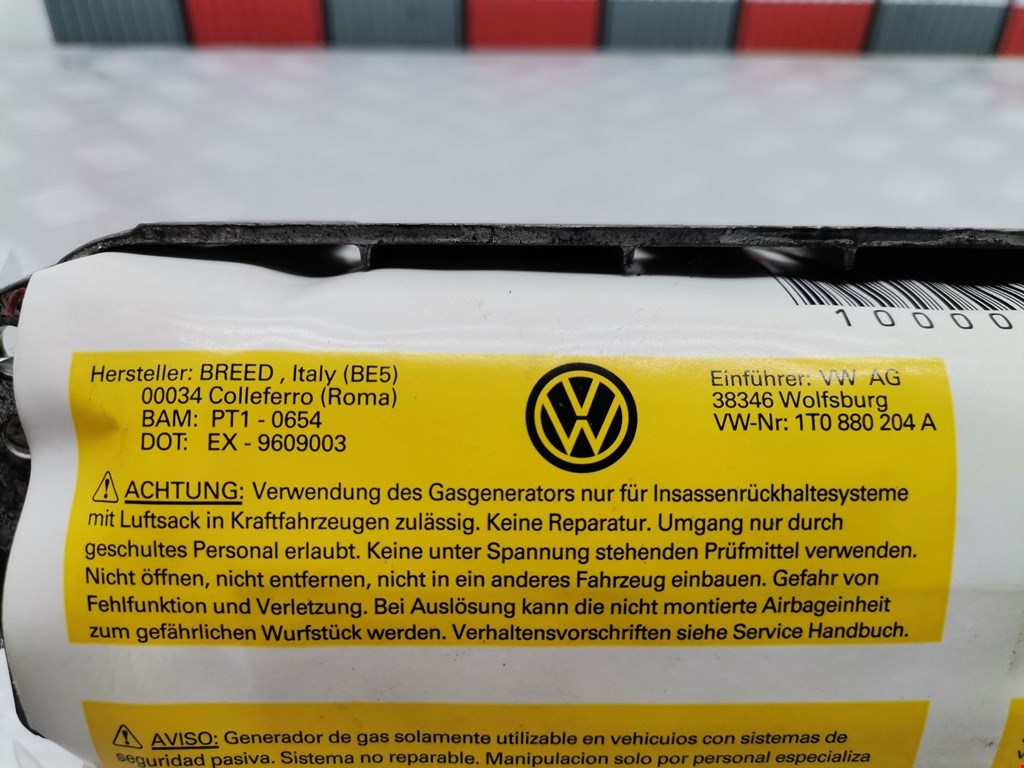 10000
Hersteller: BREED , Italy (BE5)
00034 Colleferro (Roma)
BAM: PT1 - 0654
DOT: EX - 9609003
VW
Einführer: VW AG
38346 Wolfsburg
VW-Nr: 1T0 880 204 A
ACHTUNG: Verwendung des Gasgenerators nur für Insassenrückhaltesysteme
mit Luftsack in Kraftfahrzeugen zulässig. Keine Reparatur. Umgang nur durch
geschultes Personal erlaubt. Keine unter Spannung stehenden Prüfmittel verwenden.
Nicht öffnen, nicht entfernen, nicht in ein anderes Fahrzeug einbauen. Gefahr von
Fehlfunktion und Verletzung. Bei Auslösung kann die nicht montierte Airbageinheit
zum gefährlichen Wurfstück werden. Verhaltensvorschriften siehe Service Handbuch.
AVISO: Generador de gas solamente utilizable en vehicuios con sistemas de
seguridad pasiva. Sistema no reparable. Manipulacion solo por personal especializa